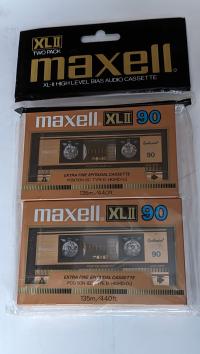 XLII
TWO PACK
maxell®
XL-II HIGH LEVEL BIAS AUDIO CASSETTE
maxell XLII 90
90
EXTRA FINE EPITAXIAL CASSETTE
135m/440ft.
maxell XLII 90
90
EXTRA FINE EPITAXIAL CASSETTE
135m/440ft.